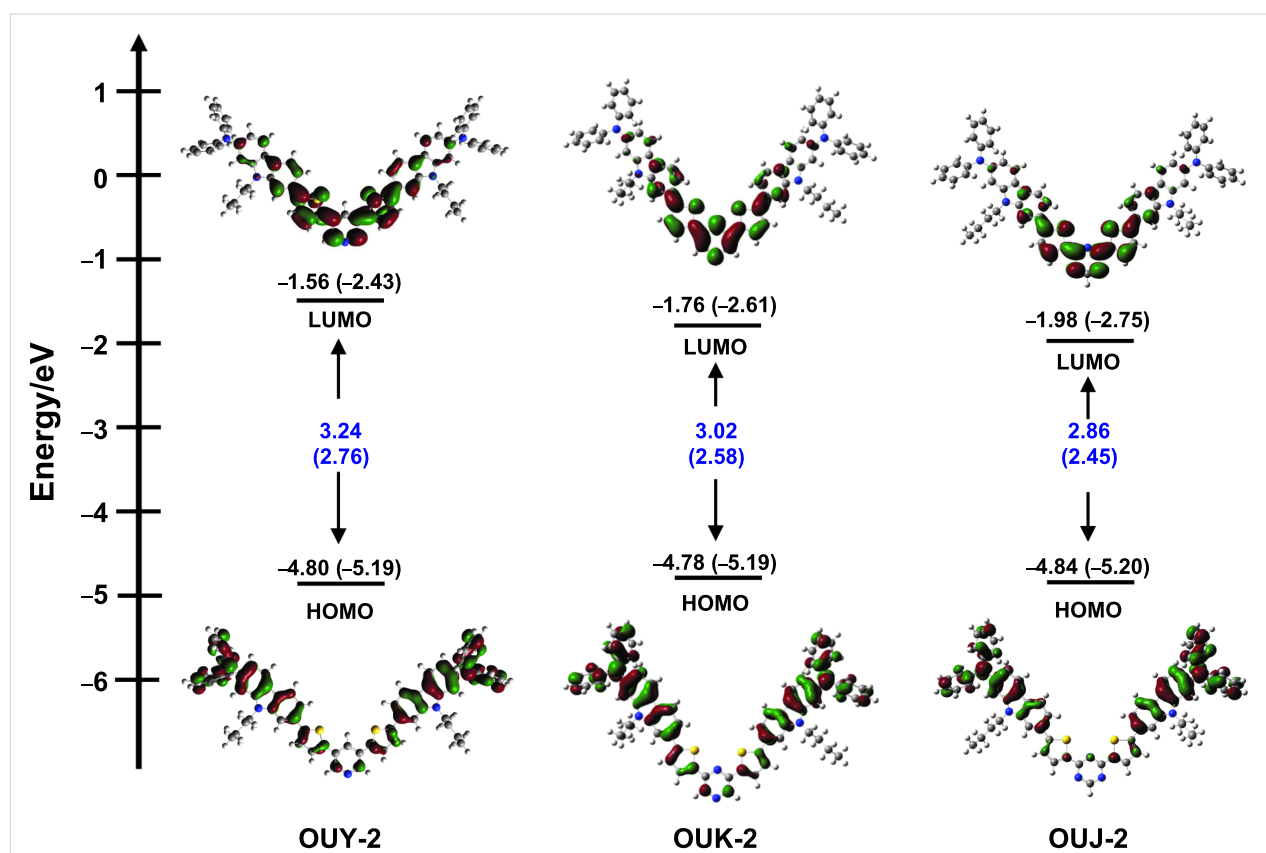 Energy/eV
1
0
–1
–2
–3
–4
–5
–6
–1.56 (–2.43)
LUMO
3.24
(2.76)
–4.80 (–5.19)
HOMO
OUY-2
–1.76 (–2.61)
LUMO
3.02
(2.58)
–4.78 (–5.19)
HOMO
OUK-2
–1.98 (–2.75)
LUMO
2.86
(2.45)
–4.84 (–5.20)
HOMO
OUJ-2